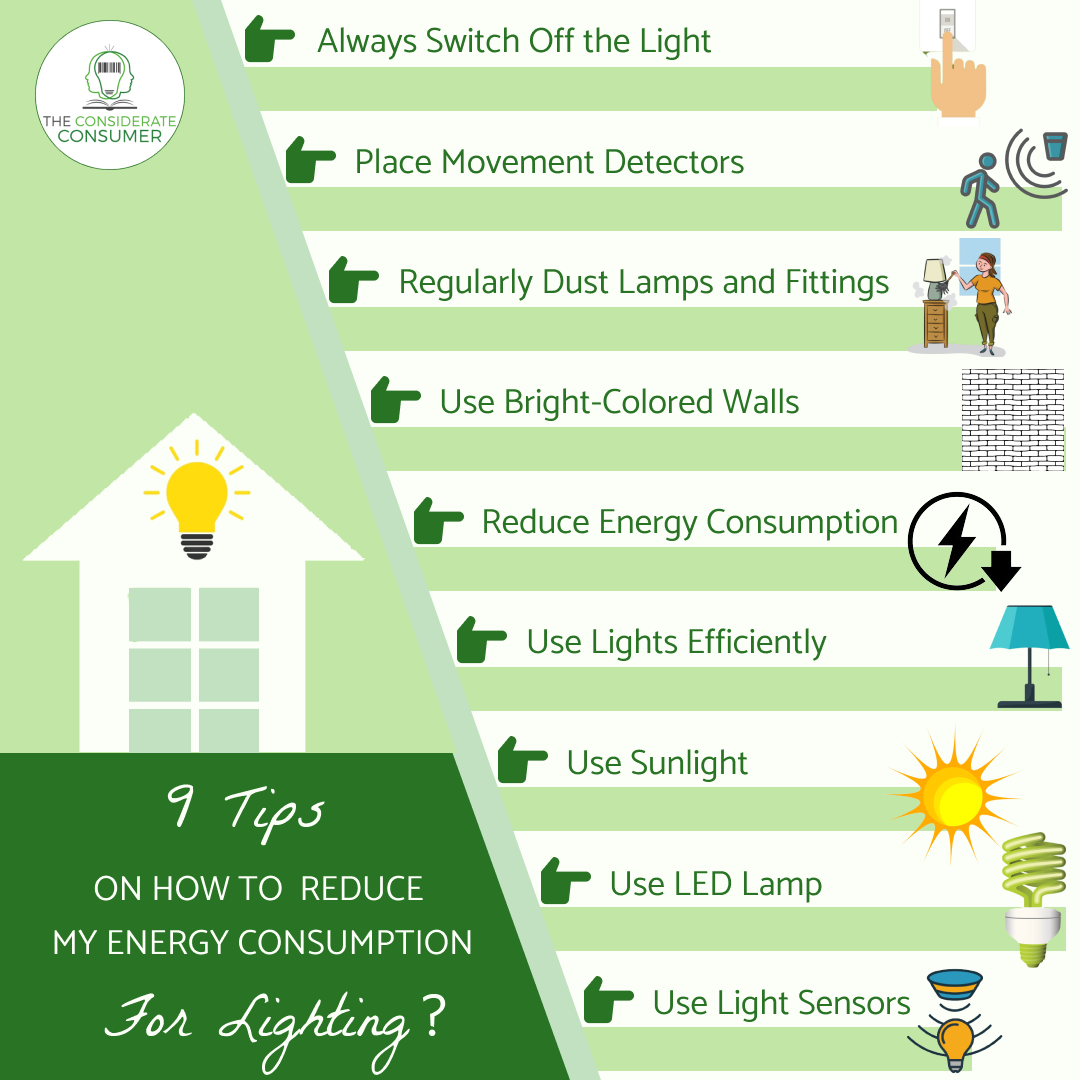 THE CONSIDERATE
CONSUMER
Always Switch Off the Light
Place Movement Detectors
Regularly Dust Lamps and Fittings
Use Bright-Colored Walls
Reduce Energy Consumption
Use Lights Efficiently
Use Sunlight
Use LED Lamp
Use Light Sensors
9 Tips
ON HOW TO REDUCE
MY ENERGY CONSUMPTION
For Lighting?